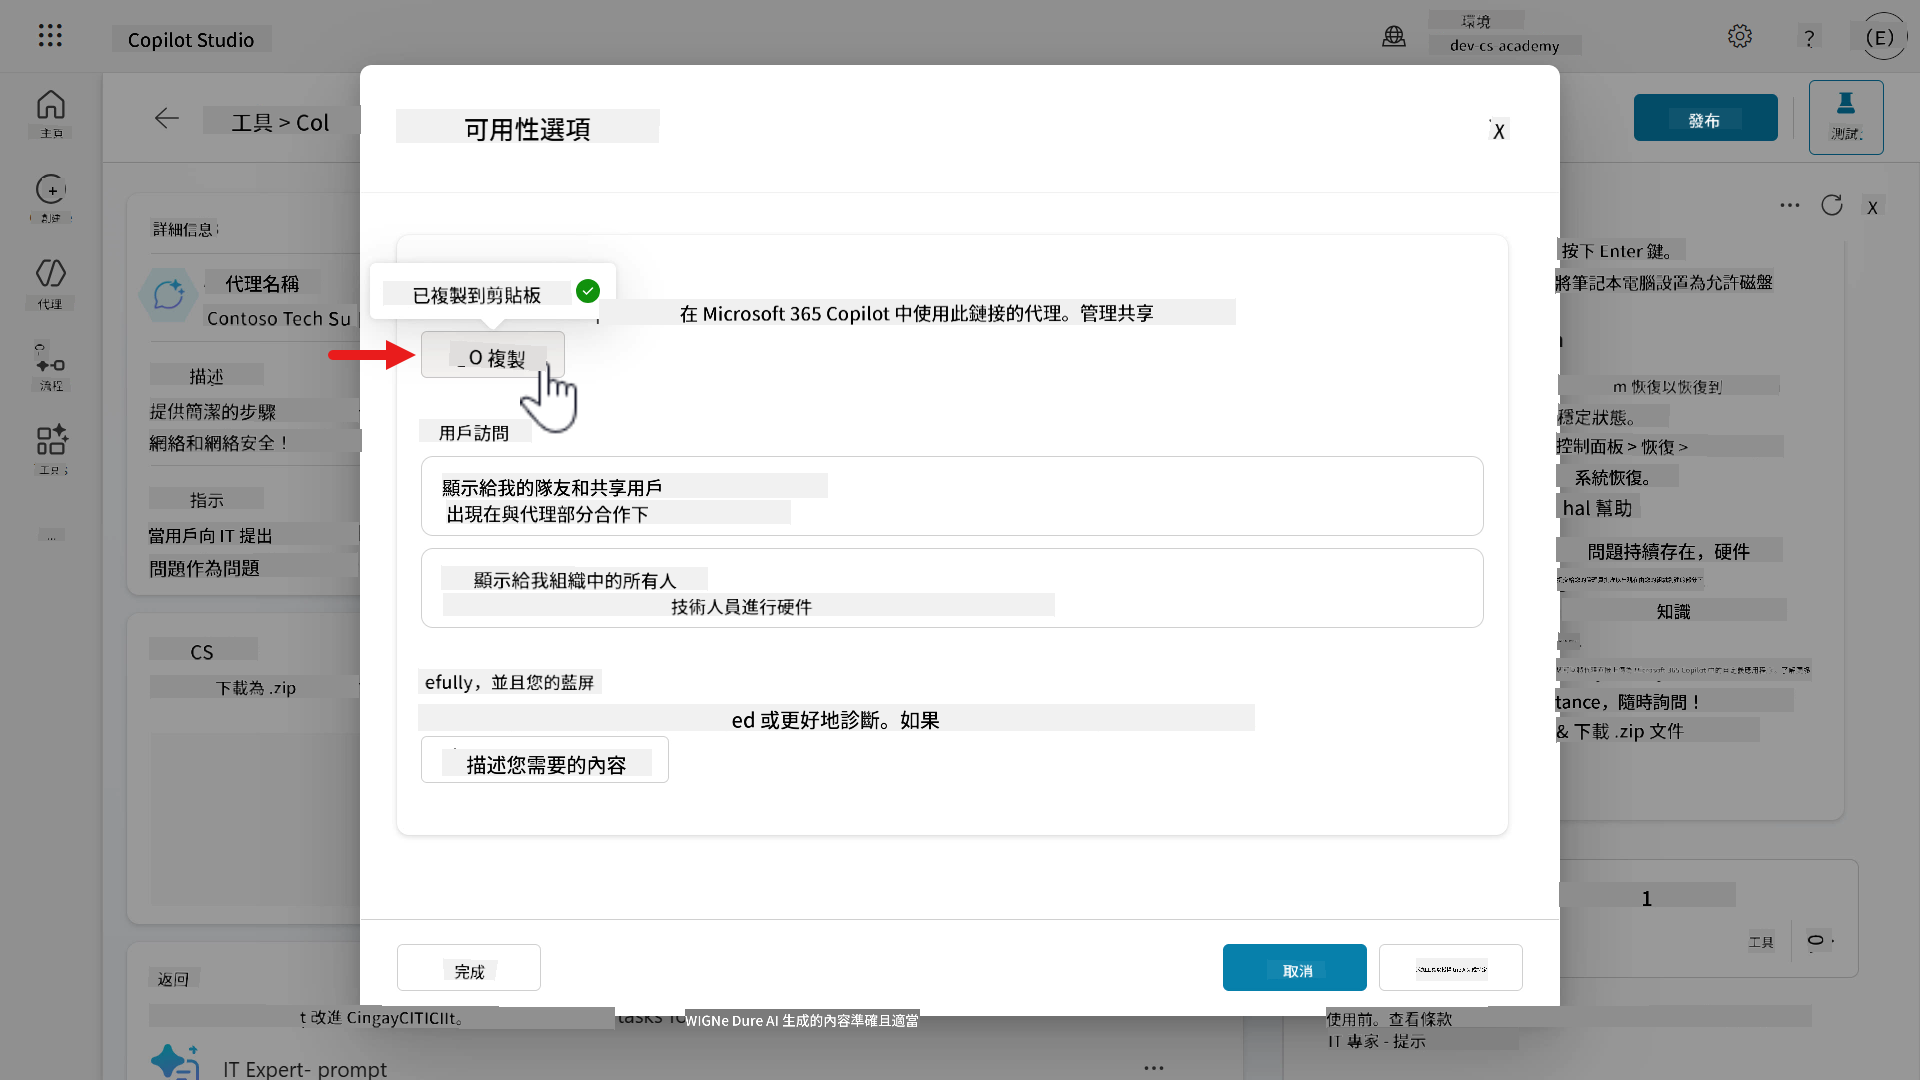 Copilot Studio
環境
dev-cs-academy
?
(E)
主頁
工具 > Col
可用性選項
X
發布
測試
創建
代理
流程
工具
...
詳細信息
代理名稱
Contoso Tech Su
描述
提供簡潔的步驟
網絡和網絡安全！
指示
當用戶向 IT 提出
問題作為問題
CS
下載為 .zip
返回
t 改進 CingayCITICIIt。
IT Expert- prompt
已複製到剪貼板
在 Microsoft 365 Copilot 中使用此鏈接的代理。管理共享
_O 複製
用戶訪問
顯示給我的隊友和共享用戶
出現在與代理部分合作下
顯示給我組織中的所有人
技術人員進行硬件
efully，並且您的藍屏
ed 或更好地診斷。如果
描述您需要的內容
完成
取消
WIGNe Dure AI 生成的內容準確且適當
X
按下 Enter 鍵。
將筆記本電腦設置為允許磁盤
m 恢復以恢復到
穩定狀態。
控制面板 > 恢復 >
系統恢復。
hal 幫助
問題持續存在，硬件
知識
tance，隨時詢問！
& 下載 .zip 文件
1
工具
0
使用前。查看條款
IT 專家 - 提示